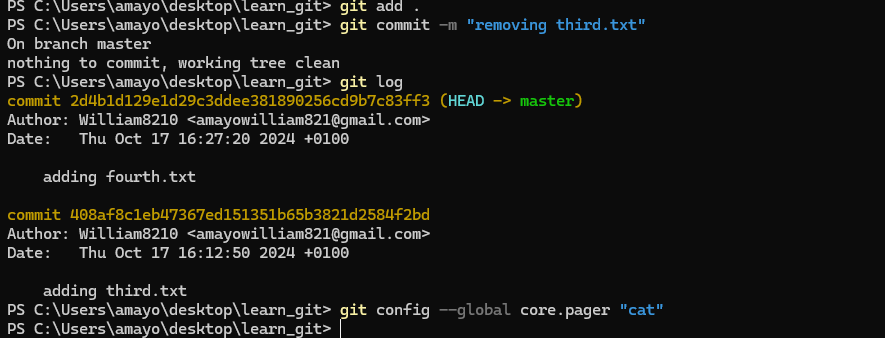 PS C:\Users\amayo\desktop\learn_git> git add .
PS C:\Users\amayo\desktop\learn_git> git commit -m "removing third.txt"
On branch master
nothing to commit, working tree clean
PS C:\Users\amayo\desktop\learn_git> git log
commit 2d4b1d129e1d29c3ddee381890256cd9b7c83ff3 (HEAD -> master)
Author: William8210 <amayowilliam821@gmail.com>
Date:   Thu Oct 17 16:27:20 2024 +0100
    adding fourth.txt
commit 408af8c1eb47367ed151351b65b3821d2584f2bd
Author: William8210 <amayowilliam821@gmail.com>
Date:   Thu Oct 17 16:12:50 2024 +0100
    adding third.txt
PS C:\Users\amayo\desktop\learn_git> git config --global core.pager "cat"
PS C:\Users\amayo\desktop\learn_git>